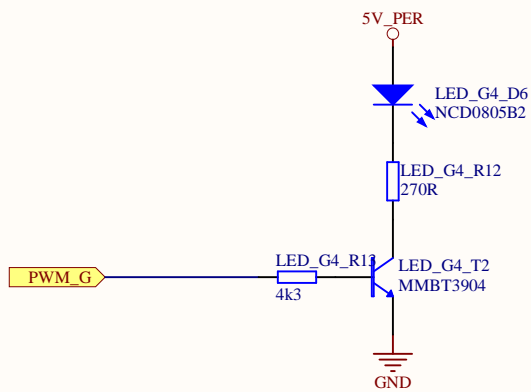 5V_PER
LED_G4_D6
NCD0805B2
LED_G4_R12
270R
LED_G4_R13
4k3
LED_G4_T2
MMBT3904
PWM_G
GND